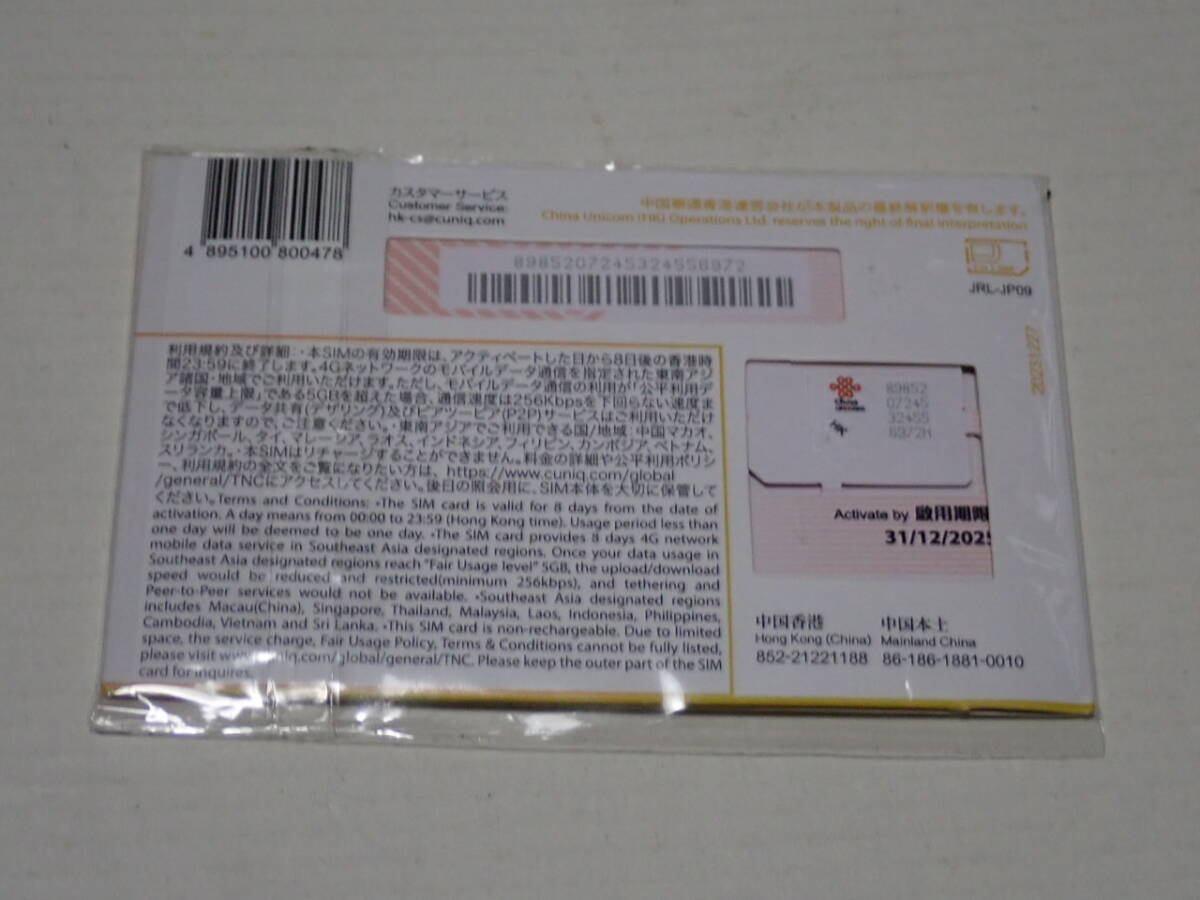 4 895100 800478
カスタマーサービス
Customer Service:
hk-cs@cuniq.com
中国聯通香港運営会社が本製品の最終解釈権を有します。
China Unicom (HK) Operations Ltd. reserves the right of final interpretation
8985207245324556972
JRL-JP09
20231227
利用規約及び詳細: ・本SIMの有効期限は、アクティベートした日から8日後の香港時
間23:59に終了します。4Gネットワークのモバイルデータ通信を指定された東南アジ
ア諸国・地域でご利用いただけます。ただし、モバイルデータ通信の利用が「公平利用デ
ータ容量上限」である5GBを超えた場合、通信速度は256Kbpsを下回らない速度ま
で低下し、データ共有(テザリング)及びピアツーピア(P2P)サービスはご利用いただけ
なくなりますので、ご注意ください。・東南アジアでご利用できる国/地域:中国マカオ、
シンガポール、タイ、マレーシア、ラオス、インドネシア、フィリピン、カンボジア、ベトナム、
スリランカ。・本SIMはリチャージすることができません。料金の詳細や公平利用ポリシ
ー、利用規約の全文をご覧になりたい方は、https://www.cuniq.com/global
/general/TNCにアクセスしてください。後日の照会用に、SIM本体を大切に保管して
ください。Terms and Conditions: •The SIM card is valid for 8 days from the date of
activation. A day means from 00:00 to 23:59 (Hong Kong time). Usage period less than
one day will be deemed to be one day. •The SIM card provides 8 days 4G network
mobile data service in Southeast Asia designated regions. Once your data usage in
Southeast Asia designated regions reach "Fair Usage level" 5GB, the upload/download
speed would be reduced and restricted(minimum 256kbps), and tethering and
Peer-to-Peer services would not be available. •Southeast Asia designated regions
includes Macau(China), Singapore, Thailand, Malaysia, Laos, Indonesia, Philippines,
Cambodia, Vietnam and Sri Lanka. •This SIM card is non-rechargeable. Due to limited
space, the service charge, Fair Usage Policy, Terms & Conditions cannot be fully listed,
please visit www.cuniq.com/global/general/TNC. Please keep the outer part of the SIM
card for inquires.
China
unicom
89852
07245
32455
6972M
Activate by 啟用期限
31/12/2025
中国香港
Hong Kong (China)
852-21221188
中国本土
Mainland China
86-186-1881-0010